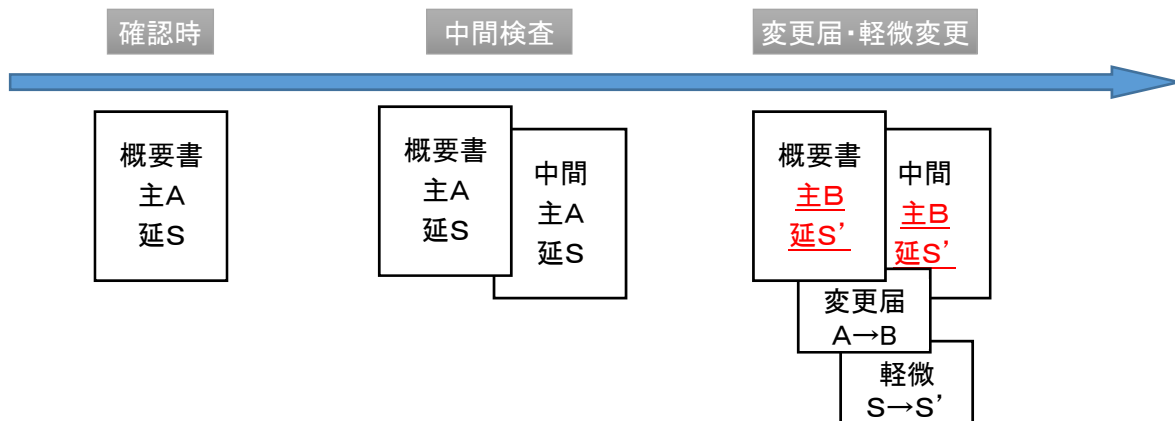 確認時
中間検査
変更届・軽微変更
概要書
主A
延S
概要書
主A
延S
中間
主A
延S
概要書
主B
延S’
中間
主B
延S’
変更届
A→B
軽微
S→S’